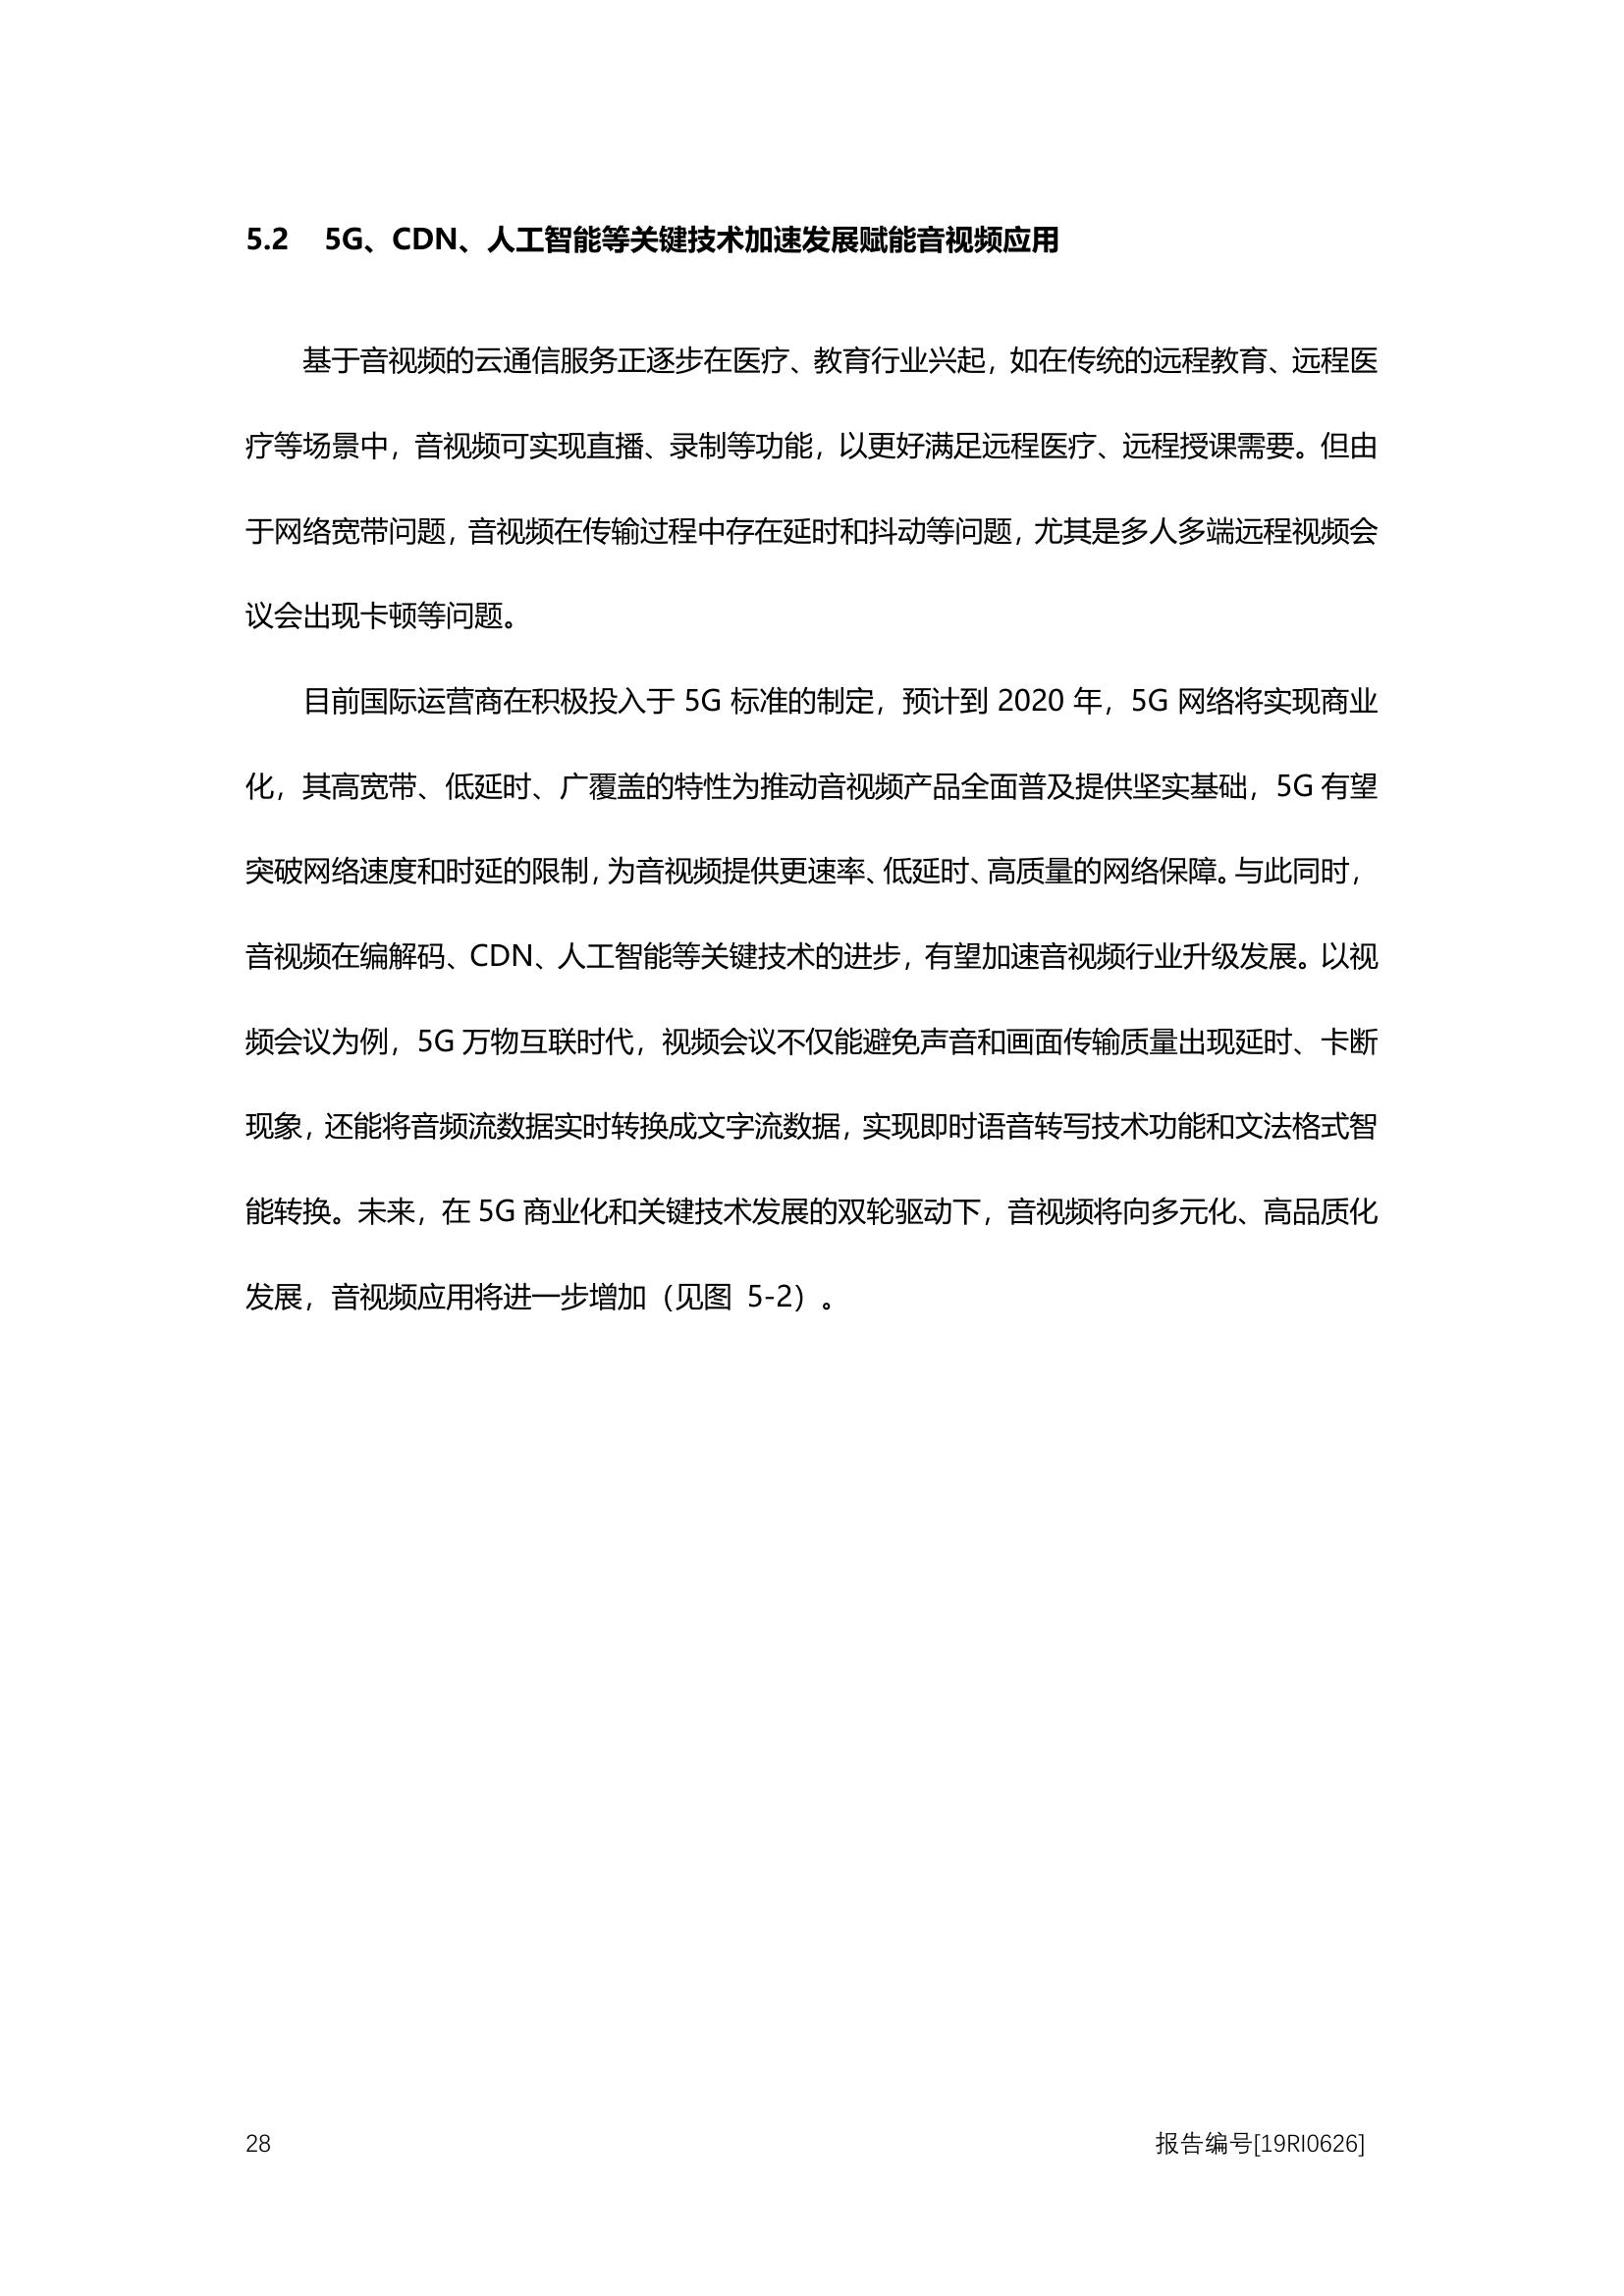 5.2 5G、CDN、人工智能等关键技术加速发展赋能音视频应用
基于音视频的云通信服务正逐步在医疗、教育行业兴起，如在传统的远程教育、远程医
疗等场景中，音视频可实现直播、录制等功能，以更好满足远程医疗、远程授课需要。但由
于网络宽带问题，音视频在传输过程中存在延时和抖动等问题，尤其是多人多端远程视频会
议会出现卡顿等问题。
目前国际运营商在积极投入于 5G 标准的制定，预计到 2020 年，5G 网络将实现商业
化，其高宽带、低延时、广覆盖的特性为推动音视频产品全面普及提供坚实基础，5G 有望
突破网络速度和时延的限制，为音视频提供更速率、低延时、高质量的网络保障。与此同时，
音视频在编解码、CDN、人工智能等关键技术的进步，有望加速音视频行业升级发展。以视
频会议为例，5G 万物互联时代，视频会议不仅能避免声音和画面传输质量出现延时、卡断
现象，还能将音频流数据实时转换成文字流数据，实现即时语音转写技术功能和文法格式智
能转换。未来，在 5G 商业化和关键技术发展的双轮驱动下，音视频将向多元化、高品质化
发展，音视频应用将进一步增加（见图 5-2）。
28 报告编号[19RI0626]